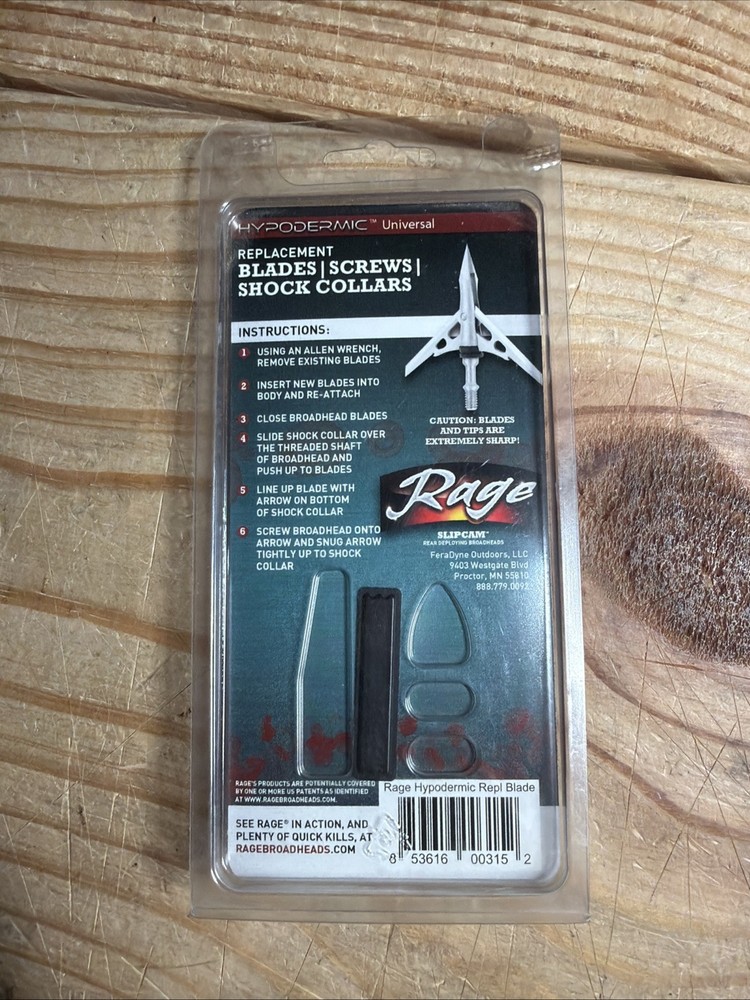 HYPODERMIC™ Universal
REPLACEMENT
BLADES | SCREWS |
SHOCK COLLARS
INSTRUCTIONS:
1 USING AN ALLEN WRENCH,
REMOVE EXISTING BLADES
2 INSERT NEW BLADES INTO
BODY AND RE-ATTACH
3 CLOSE BROADHEAD BLADES
4 SLIDE SHOCK COLLAR OVER
THE THREADED SHAFT
OF BROADHEAD AND
PUSH UP TO BLADES
5 LINE UP BLADE WITH
ARROW ON BOTTOM
OF SHOCK COLLAR
6 SCREW BROADHEAD ONTO
ARROW AND SNUG ARROW
TIGHTLY UP TO SHOCK
COLLAR
CAUTION: BLADES
AND TIPS ARE
EXTREMELY SHARP!
Rage
SLIPCAM™
REAR DEPLOYING BROADHEADS
FeraDyne Outdoors, LLC
9403 Westgate Blvd
Proctor, MN 55810
888.779.0092
RAGE'S PRODUCTS ARE POTENTIALLY COVERED
BY ONE OR MORE US PATENTS AS IDENTIFIED
AT WWW.RAGEBROADHEADS.COM.
SEE RAGE® IN ACTION, AND
PLENTY OF QUICK KILLS, AT
RAGEBROADHEADS.COM
Rage Hypodermic Repl Blade
8 53616 00315 2